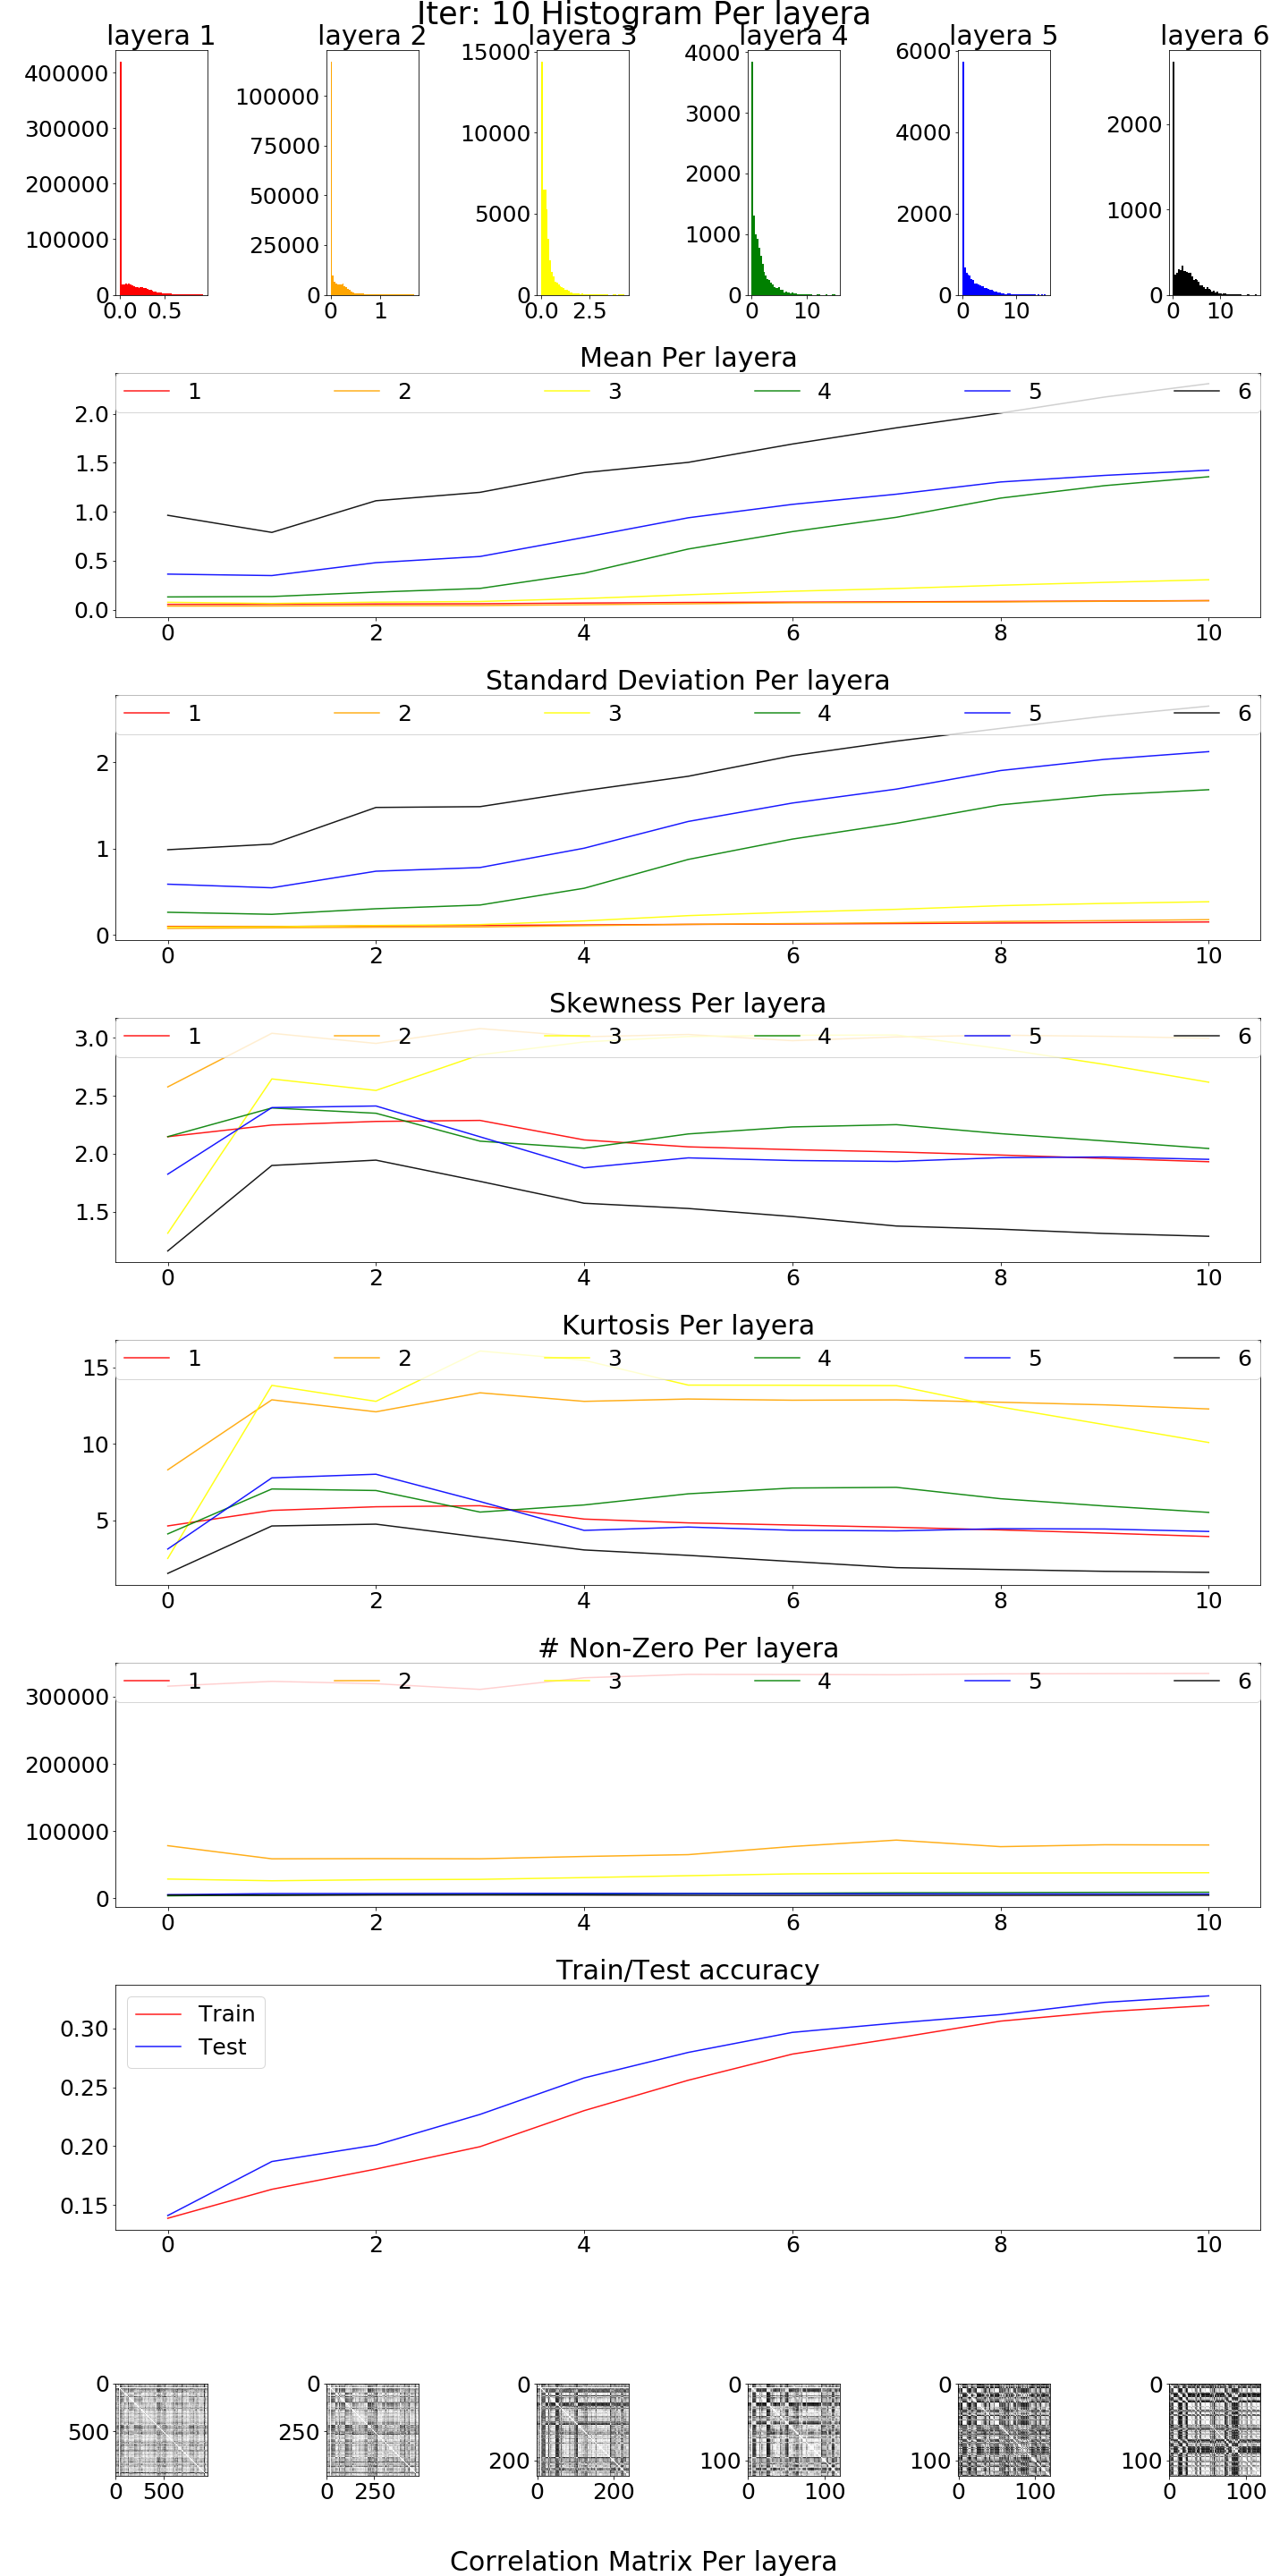 Iter: 10 Histogram Per layera
layera 1 layera 2 layera 3 layera 4 layera 5 layera 6
400000 300000 200000 100000 0
0.0 0.5
100000 75000 50000 25000 0
0 1
15000 10000 5000 0
0.0 2.5
4000 3000 2000 1000 0
0 10
6000 4000 2000 0
0 10
2000 1000 0
0 10
Mean Per layera
1 2 3 4 5 6
2.0
1.5
1.0
0.5
0.0
0 2 4 6 8 10
Standard Deviation Per layera
1 2 3 4 5 6
2
1
0
0 2 4 6 8 10
Skewness Per layera
1 2 3 4 5 6
3.0
2.5
2.0
1.5
0 2 4 6 8 10
Kurtosis Per layera
1 2 3 4 5 6
15
10
5
0 2 4 6 8 10
# Non-Zero Per layera
1 2 3 4 5 6
300000
200000
100000
0
0 2 4 6 8 10
Train/Test accuracy
Train
Test
0.30
0.25
0.20
0.15
0 2 4 6 8 10
0 500
0 500
0 250
0 250
0 200
0 200
0 100
0 100
0 100
0 100
0 100
0 100
Correlation Matrix Per layera